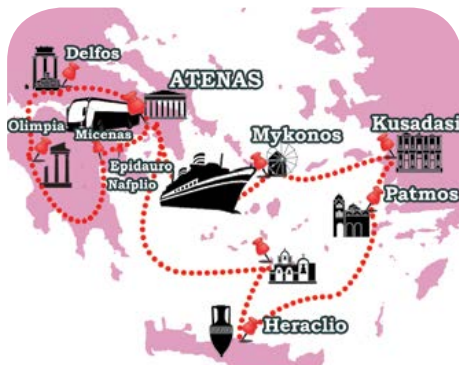 Delfos
ATENAS
Olimpia
Micenas
Epidauro
Nafplio
Mykonos
Kusadasi
Patmos
Heraclio